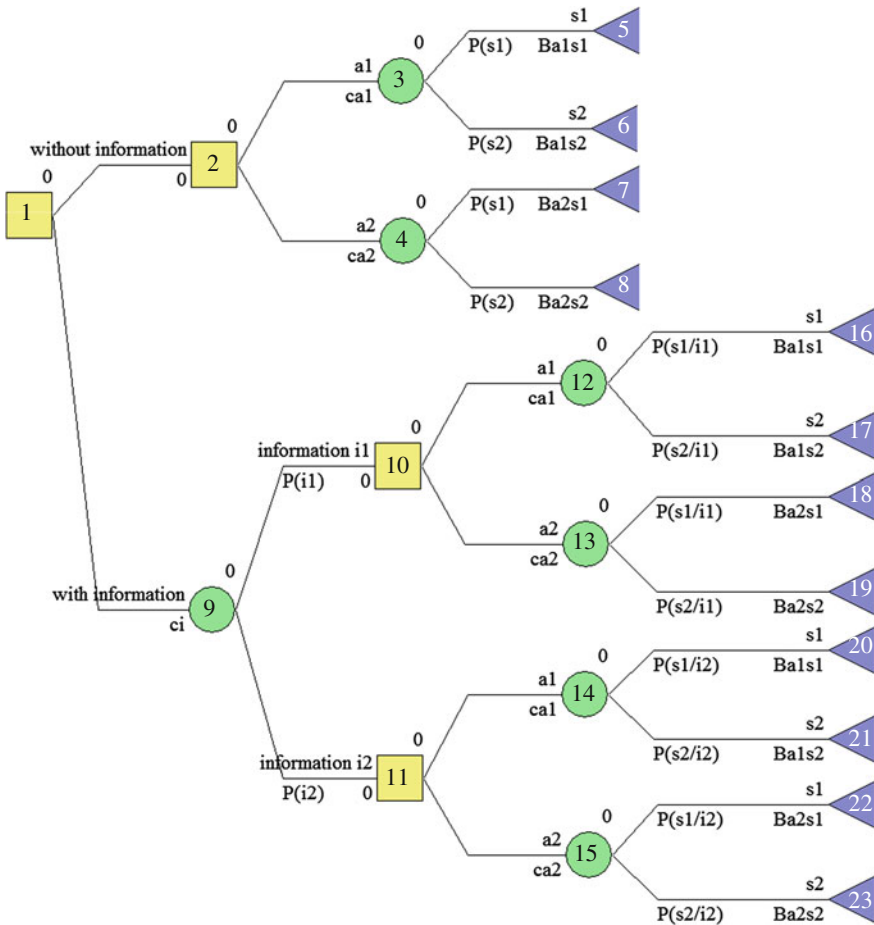 s1
5
0
P(s1) Ba1s1
a1
3
ca1
s2
6
0
P(s2) Ba1s2
without information
2
0
s1
7
0
0
P(s1) Ba2s1
1
a2
4
ca2
s2
8
P(s2) Ba2s2
s1
16
0
P(s1/i1) Ba1s1
a1
12
ca1
s2
17
0
P(s2/i1) Ba1s2
information i1
10
P(i1) 0
s1
18
0
P(s1/i1) Ba2s1
a2
13
ca2
0
s2
19
with information
9
P(s2/i1) Ba2s2
ci
s1
20
0
P(s1/i2) Ba1s1
a1
14
ca1
s2
21
0
P(s2/i2) Ba1s2
information i2
11
P(i2) 0
s1
22
0
P(s1/i2) Ba2s1
a2
15
ca2
s2
23
P(s2/i2) Ba2s2